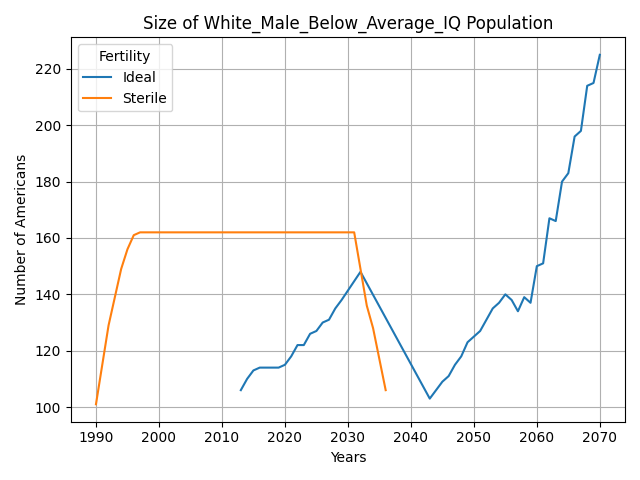 Size of White_Male_Below_Average_IQ Population
Fertility
Ideal
Sterile
Number of Americans
220
200
180
160
140
120
100
1990 2000 2010 2020 2030 2040 2050 2060 2070
Years